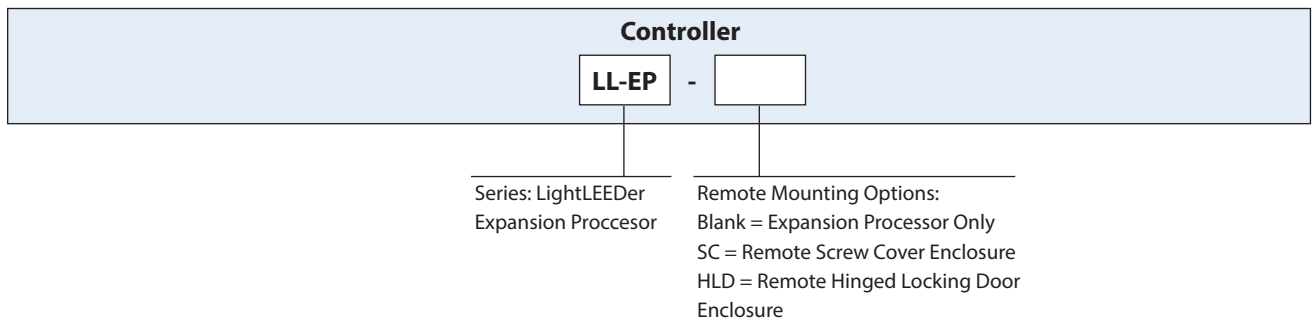 Controller
LL-EP -
Series: LightLEEDer
Expansion Proccesor
Remote Mounting Options:
Blank = Expansion Processor Only
SC = Remote Screw Cover Enclosure
HLD = Remote Hinged Locking Door
Enclosure